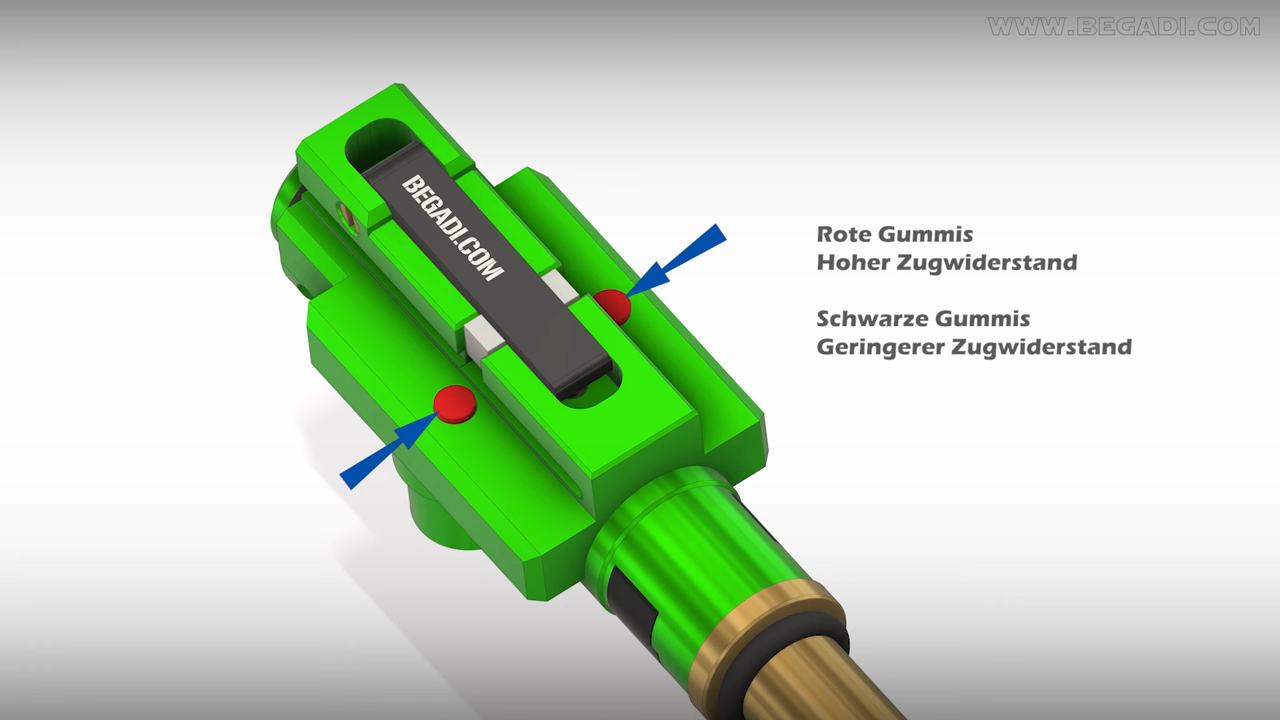 WWW.BEGADI.COM
BEGADI.COM
Rote Gummis
Hoher Zugwiderstand
Schwarze Gummis
Geringerer Zugwiderstand